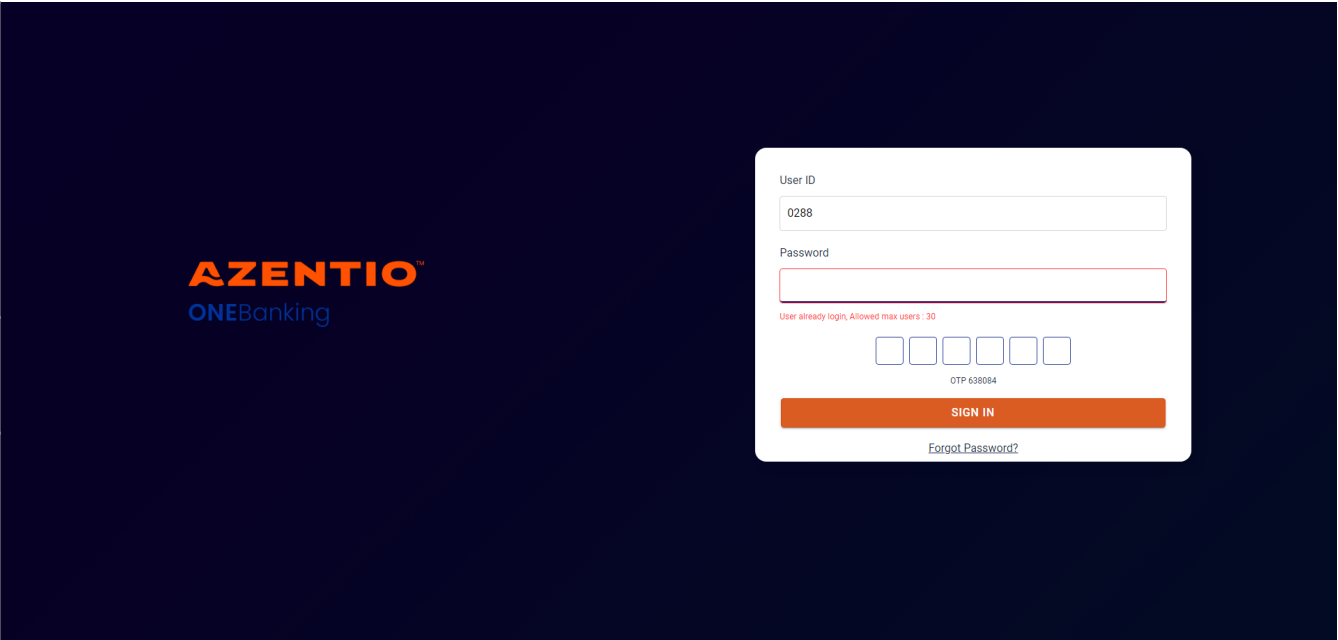 AZENTIO™
ONEBanking
User ID
0288
Password
User already login, Allowed max users : 30
OTP 638084
SIGN IN
Forgot Password?